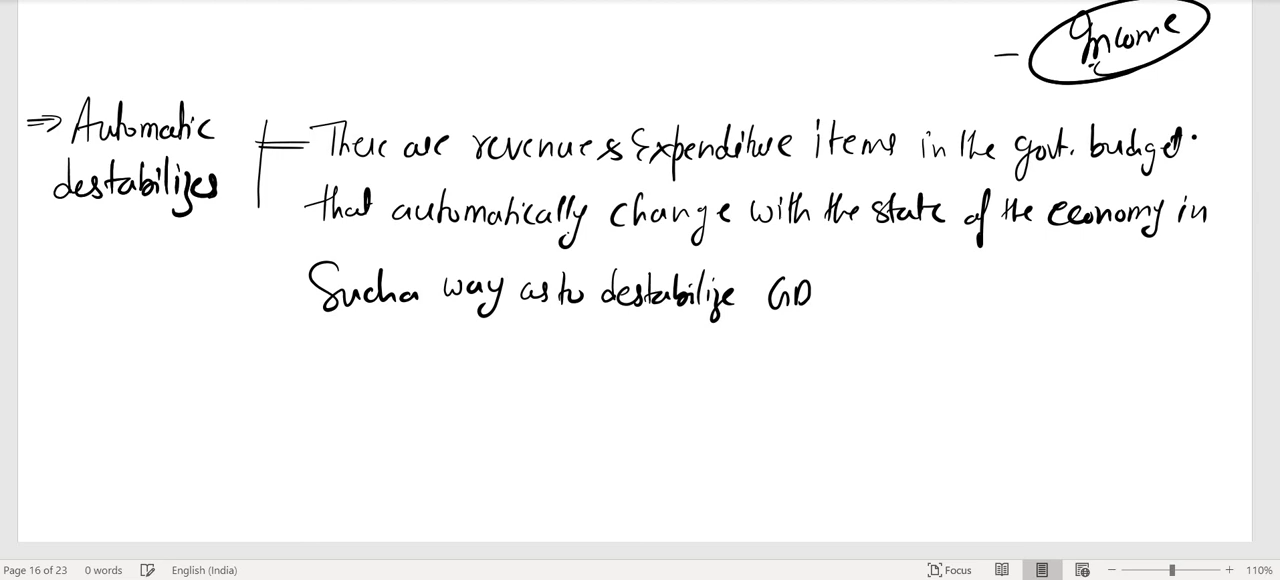 - Income
⇒ Automatic
destabilizes
There are revenue & Expenditure items in the govt. budget.
that automatically change with the state of the economy in
Such a way as to destabilize GD
Page 16 of 23 0 words English (India) Focus 110%